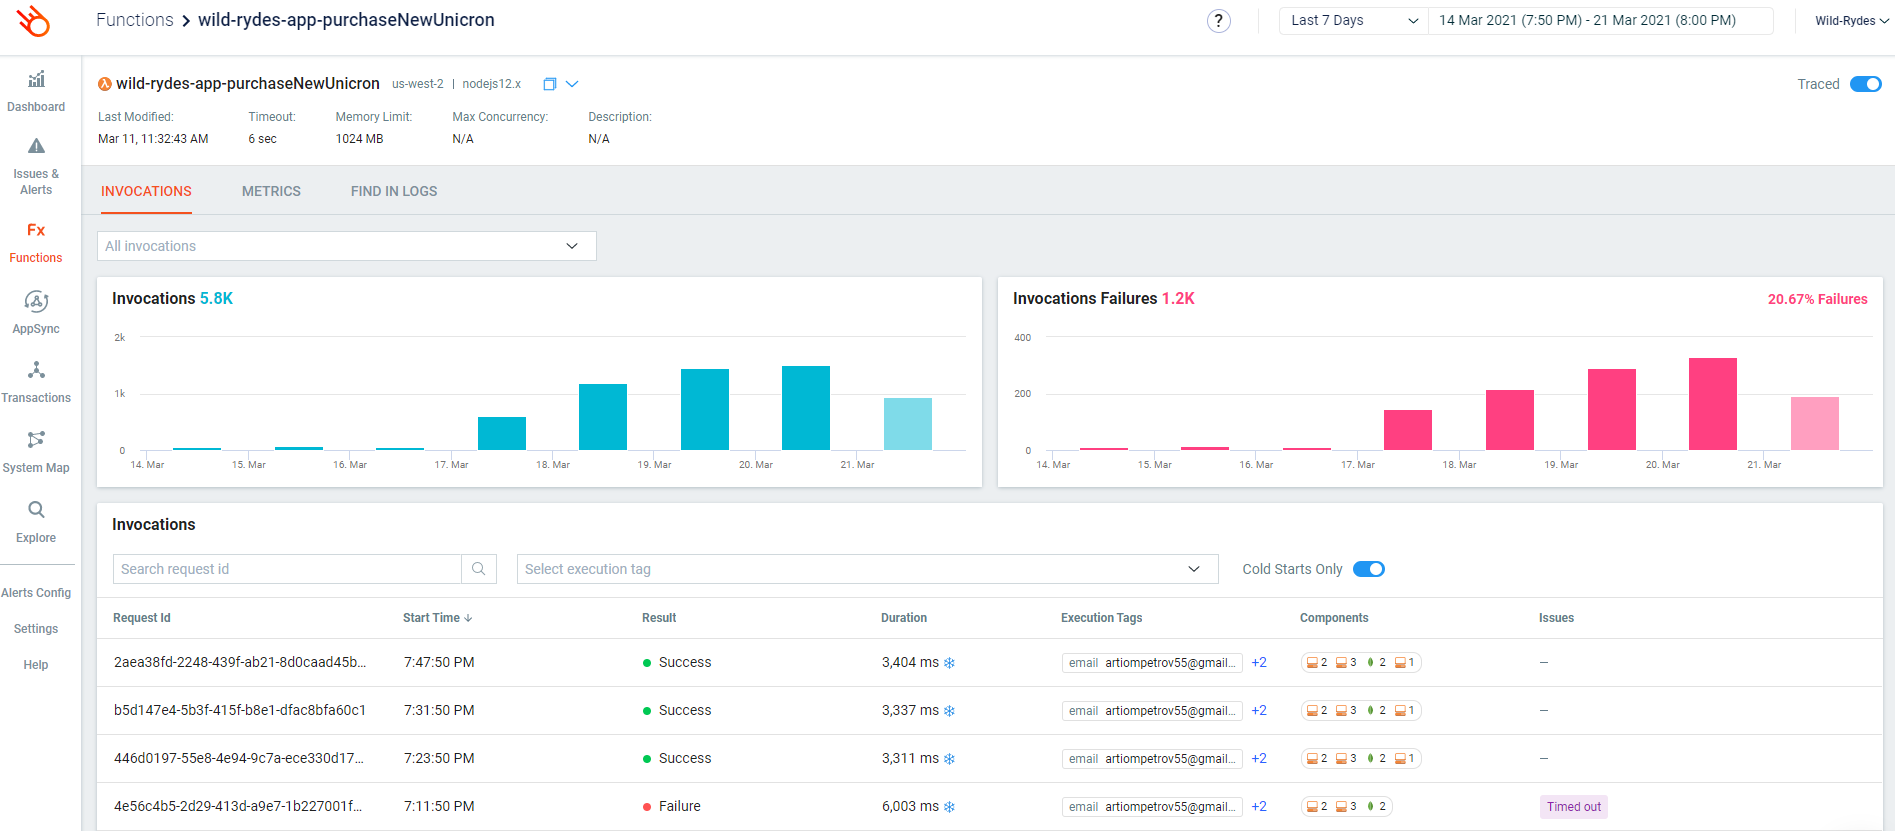 Functions > wild-rydes-app-purchaseNewUnicron
?
Last 7 Days
14 Mar 2021 (7:50 PM) - 21 Mar 2021 (8:00 PM)
Wild-Rydes
Dashboard
Issues & Alerts
Fx
Functions
AppSync
Transactions
System Map
Explore
Alerts Config
Settings
Help
wild-rydes-app-purchaseNewUnicron us-west-2 | nodejs12.x
Traced
Last Modified: Timeout: Memory Limit: Max Concurrency: Description:
Mar 11, 11:32:43 AM 6 sec 1024 MB N/A N/A
INVOCATIONS METRICS FIND IN LOGS
All invocations
Invocations 5.8K
2k
1k
0
14. Mar 15. Mar 16. Mar 17. Mar 18. Mar 19. Mar 20. Mar 21. Mar
Invocations Failures 1.2K
20.67% Failures
400
200
0
14. Mar 15. Mar 16. Mar 17. Mar 18. Mar 19. Mar 20. Mar 21. Mar
Invocations
Search request id
Select execution tag
Cold Starts Only
Request Id Start Time Result Duration Execution Tags Components Issues
2aea38fd-2248-439f-ab21-8d0caad45b... 7:47:50 PM Success 3,404 ms email artiompetrov55@gmail... +2 2 3 2 1 –
b5d147e4-5b3f-415f-b8e1-dfac8bfa60c1 7:31:50 PM Success 3,337 ms email artiompetrov55@gmail... +2 2 3 2 1 –
446d0197-55e8-4e94-9c7a-ece330d17... 7:23:50 PM Success 3,311 ms email artiompetrov55@gmail... +2 2 3 2 1 –
4e56c4b5-2d29-413d-a9e7-1b227001f... 7:11:50 PM Failure 6,003 ms email artiompetrov55@gmail... +2 2 3 2 Timed out